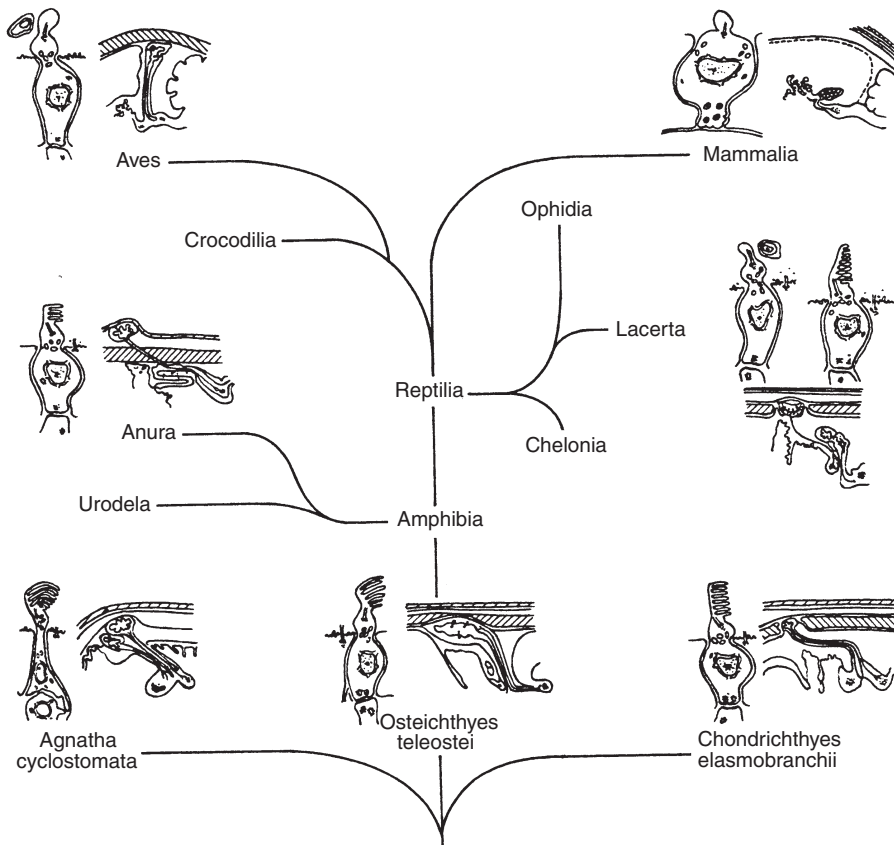 Aves
Mammalia
Ophidia
Crocodilia
Lacerta
Reptilia
Anura
Chelonia
Urodela
Amphibia
Agnatha
cyclostomata
Osteichthyes
teleostei
Chondrichthyes
elasmobranchii